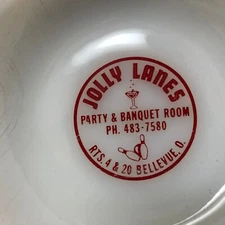 JOLLY LANES
PARTY & BANQUET ROOM
PH. 483-7580
RTS. 4 & 20 BELLEVUE, O.